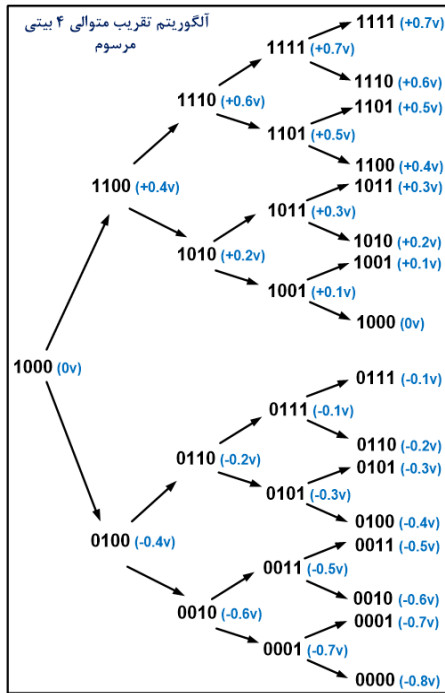 آلگوریتم تقریب متوالی ۴ بیتی
مرسوم
1111 (+0.7v)
1111 (+0.7v)
1110 (+0.6v)
1110 (+0.6v)
1101 (+0.5v)
1101 (+0.5v)
1100 (+0.4v)
1100 (+0.4v)
1011 (+0.3v)
1011 (+0.3v)
1010 (+0.2v)
1010 (+0.2v)
1001 (+0.1v)
1001 (+0.1v)
1000 (0v)
1000 (0v)
0111 (-0.1v)
0111 (-0.1v)
0110 (-0.2v)
0110 (-0.2v)
0101 (-0.3v)
0101 (-0.3v)
0100 (-0.4v)
0100 (-0.4v)
0011 (-0.5v)
0011 (-0.5v)
0010 (-0.6v)
0010 (-0.6v)
0001 (-0.7v)
0001 (-0.7v)
0000 (-0.8v)